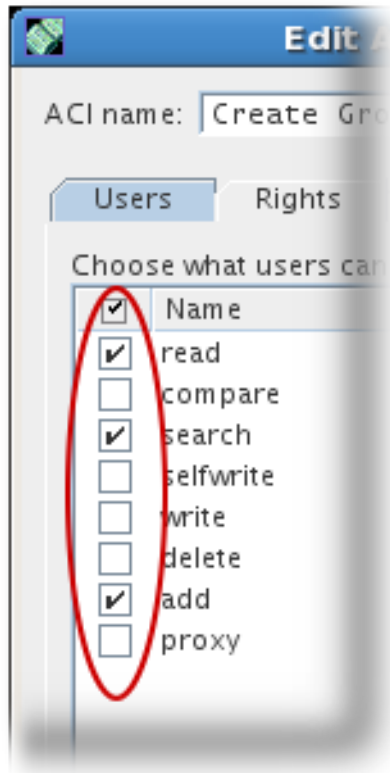 Edit
ACI name: Create Gro
Users Rights
Choose what users can
Name
read
compare
search
selfwrite
write
delete
add
proxy